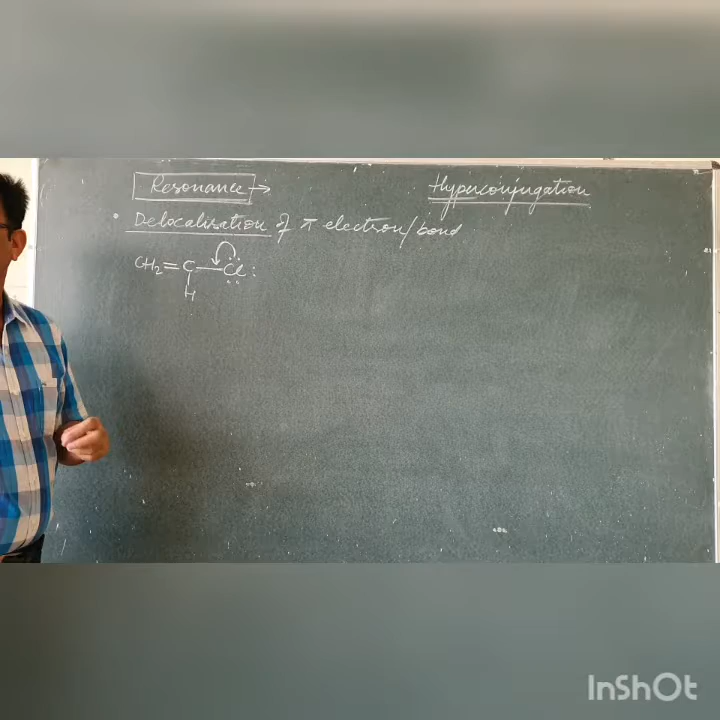 Resonance → Hyperconjugation
• Delocalisation of π electron/bond
CH₂=C—Cl:
H
InShOt